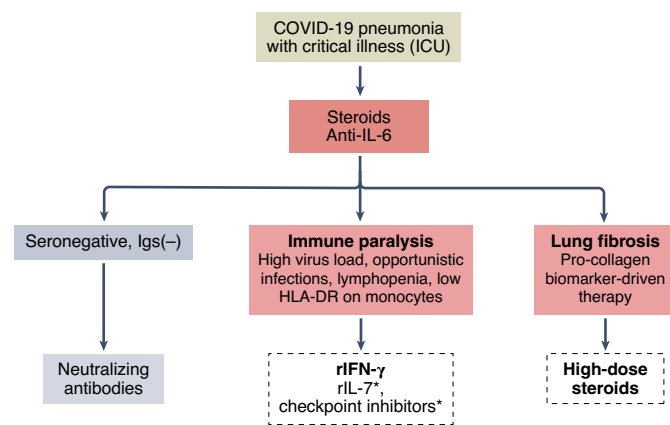 COVID-19 pneumonia
with critical illness (ICU)
Steroids
Anti-IL-6
Seronegative, Igs(–)
Immune paralysis
High virus load, opportunistic
infections, lymphopenia, low
HLA-DR on monocytes
Lung fibrosis
Pro-collagen
biomarker-driven
therapy
Neutralizing
antibodies
rIFN-γ
rIL-7*,
checkpoint inhibitors*
High-dose
steroids